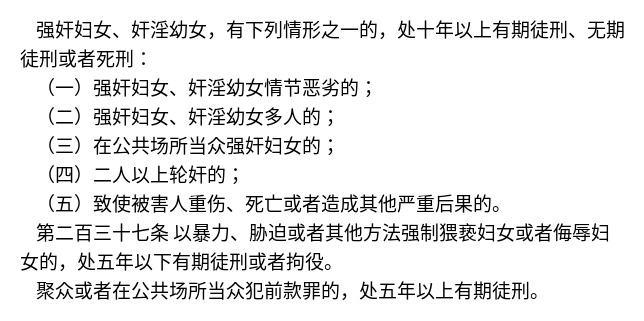 强奸妇女、奸淫幼女，有下列情形之一的，处十年以上有期徒刑、无期
徒刑或者死刑：
（一）强奸妇女、奸淫幼女情节恶劣的；
（二）强奸妇女、奸淫幼女多人的；
（三）在公共场所当众强奸妇女的；
（四）二人以上轮奸的；
（五）致使被害人重伤、死亡或者造成其他严重后果的。
第二百三十七条 以暴力、胁迫或者其他方法强制猥亵妇女或者侮辱妇
女的，处五年以下有期徒刑或者拘役。
聚众或者在公共场所当众犯前款罪的，处五年以上有期徒刑。